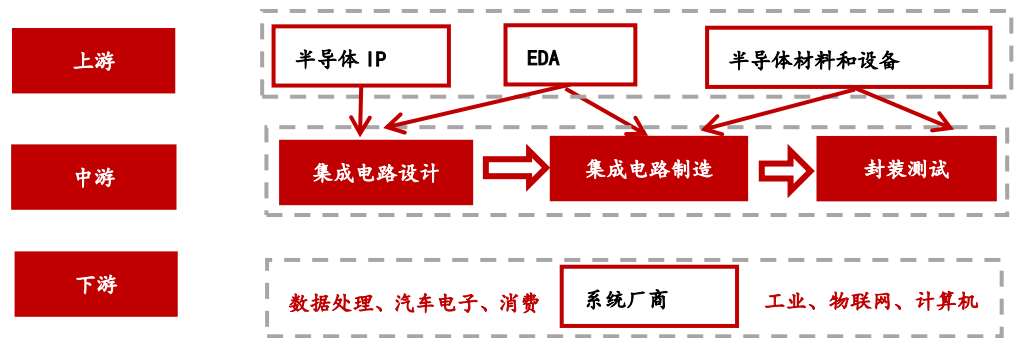 上游
半导体 IP
EDA
半导体材料和设备
中游
集成电路设计
集成电路制造
封装测试
下游
数据处理、汽车电子、消费
系统厂商
工业、物联网、计算机